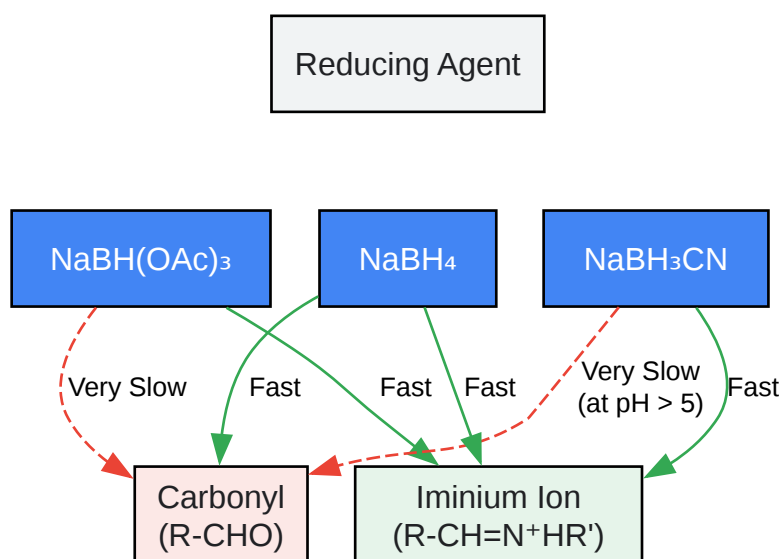 Reducing Agent
NaBH(OAc)₃
NaBH₄
NaBH₃CN
Very Slow
Fast
Fast
Fast
Very Slow
(at pH > 5)
Fast
Carbonyl
(R-CHO)
Iminium Ion
(R-CH=N⁺HR')